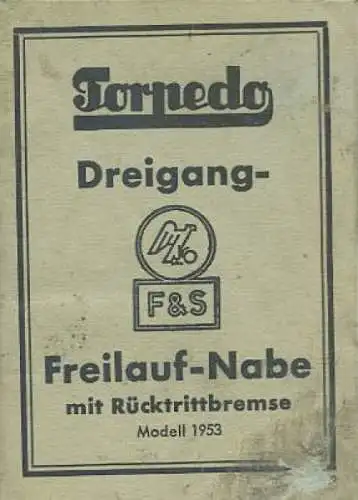 Torpedo
Dreigang-
F&S
Freilauf-Nabe
mit Rücktrittbremse
Modell 1953